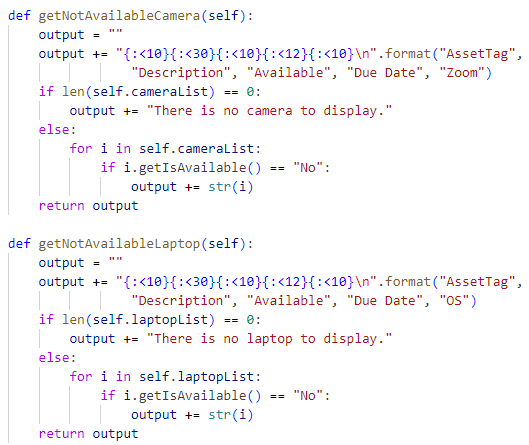 def getNotAvailableCamera(self):
    output = ""
    output += "{:<10}{:<30}{:<10}{:<12}{:<10}\n".format("AssetTag",
                "Description", "Available", "Due Date", "Zoom")
    if len(self.cameraList) == 0:
        output += "There is no camera to display."
    else:
        for i in self.cameraList:
            if i.getIsAvailable() == "No":
                output += str(i)
    return output

def getNotAvailableLaptop(self):
    output = ""
    output += "{:<10}{:<30}{:<10}{:<12}{:<10}\n".format("AssetTag",
                "Description", "Available", "Due Date", "OS")
    if len(self.laptopList) == 0:
        output += "There is no laptop to display."
    else:
        for i in self.laptopList:
            if i.getIsAvailable() == "No":
                output += str(i)
    return output